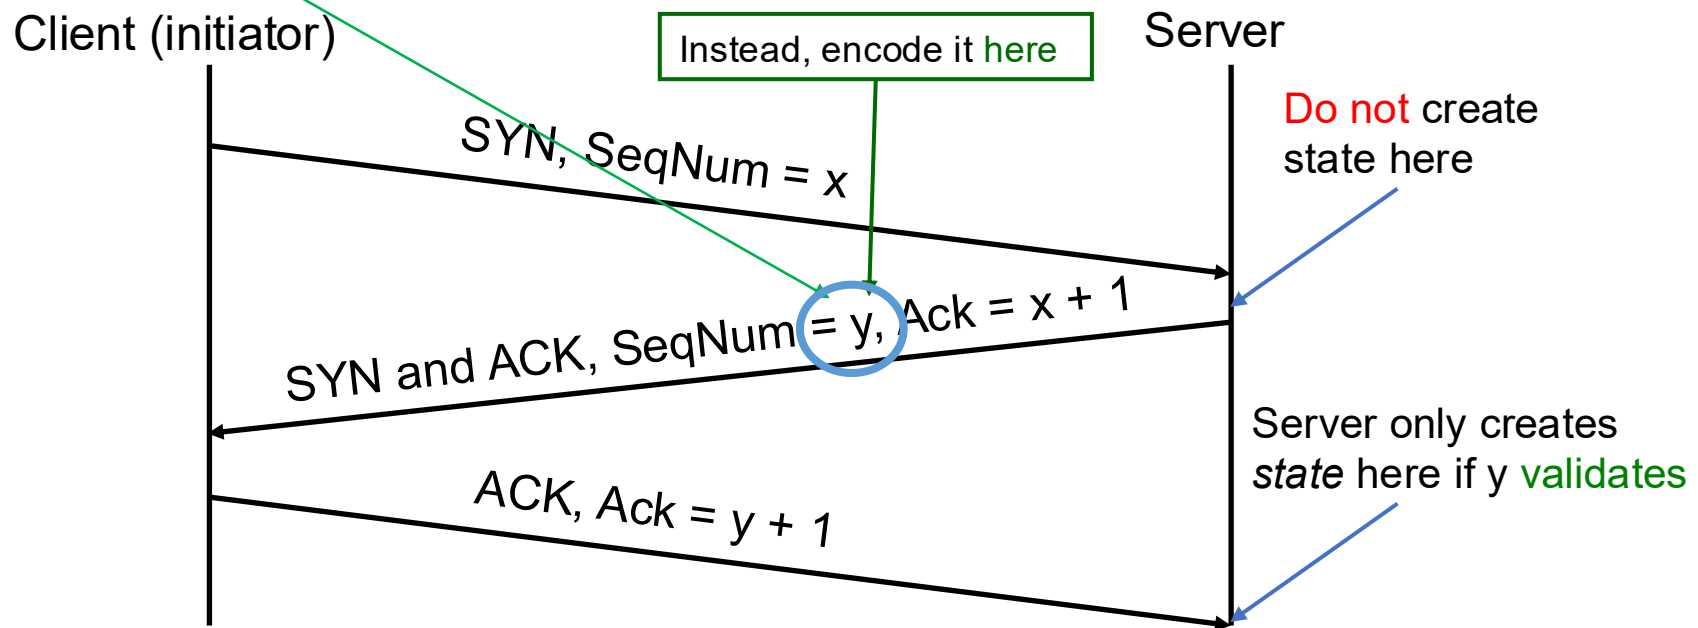 Client (initiator)
Instead, encode it here
Server
Do not create
state here
SYN, SeqNum = x
SYN and ACK, SeqNum = y, Ack = x + 1
Server only creates
state here if y validates
ACK, Ack = y + 1